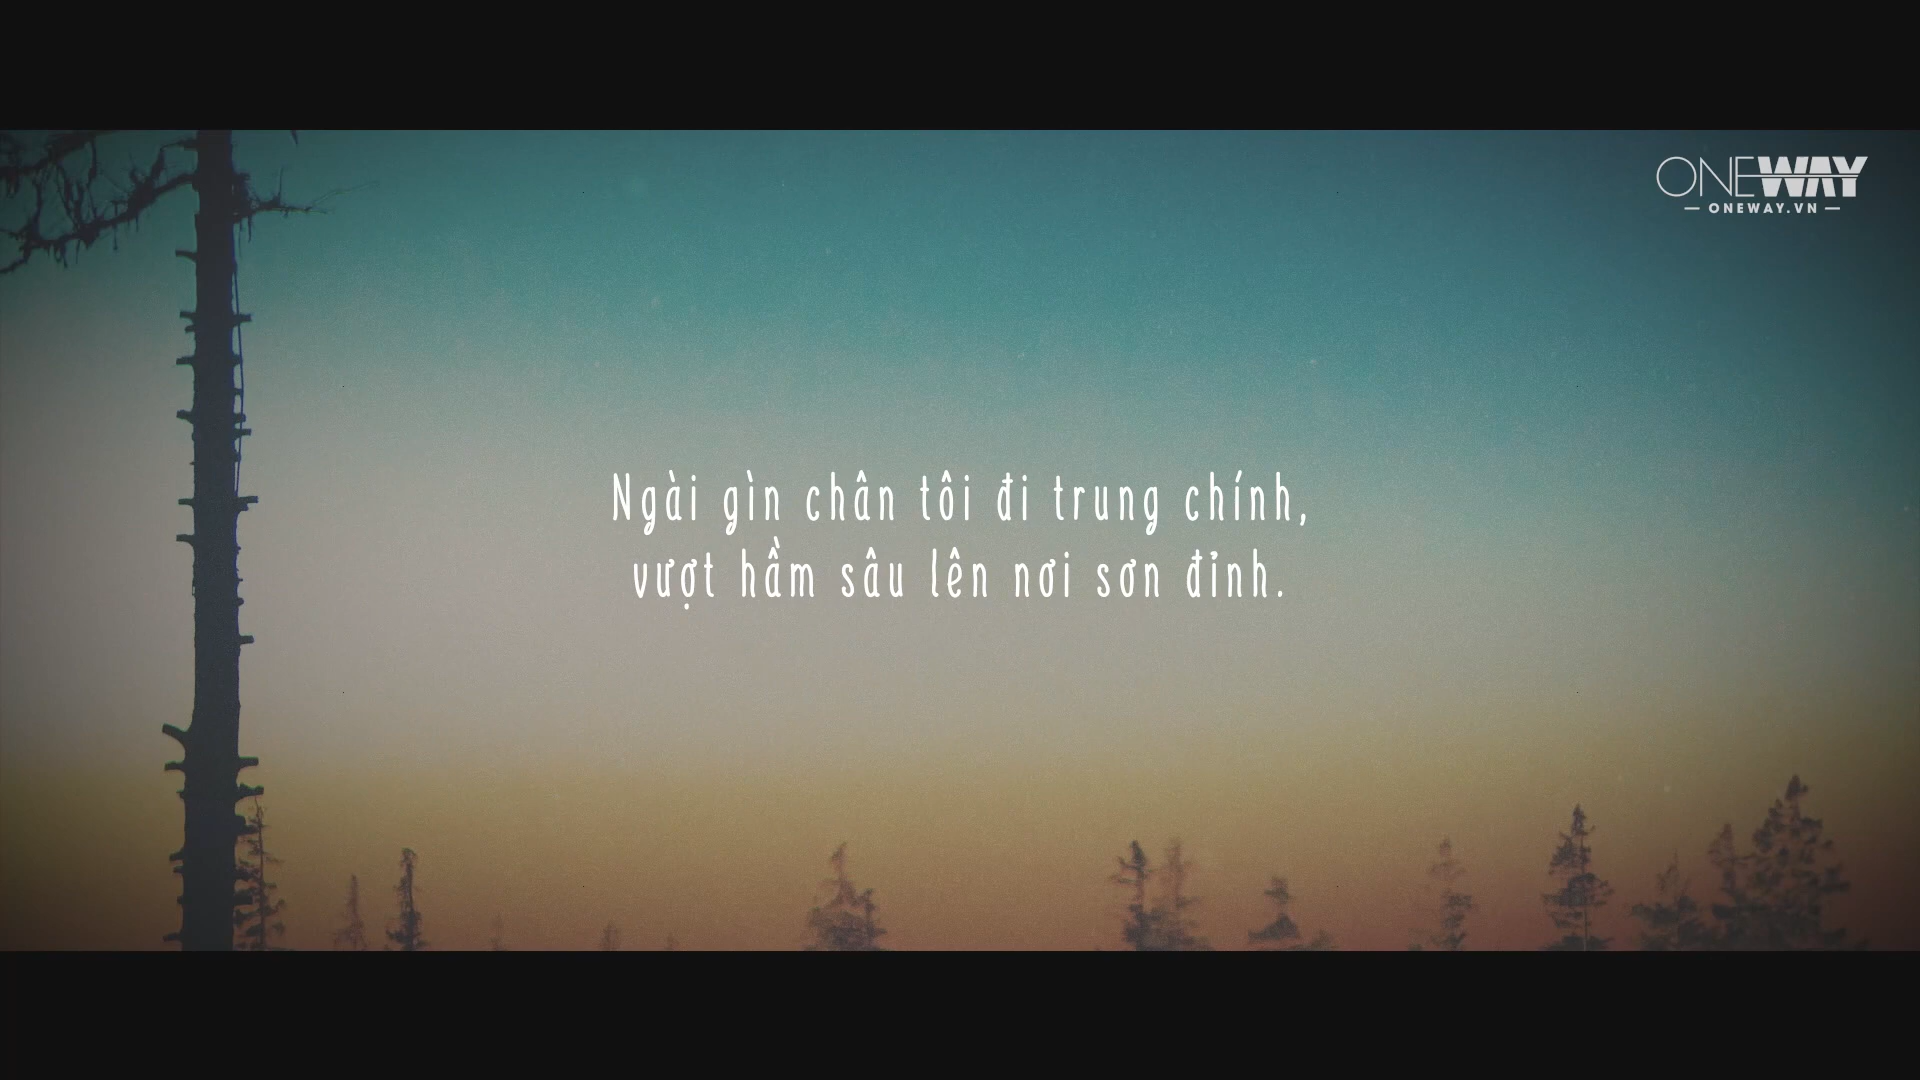 ONEWAY
ONEWAY.VN
Ngài gìn chân tôi đi trung chính,
vượt hầm sâu lên nơi sơn đỉnh.